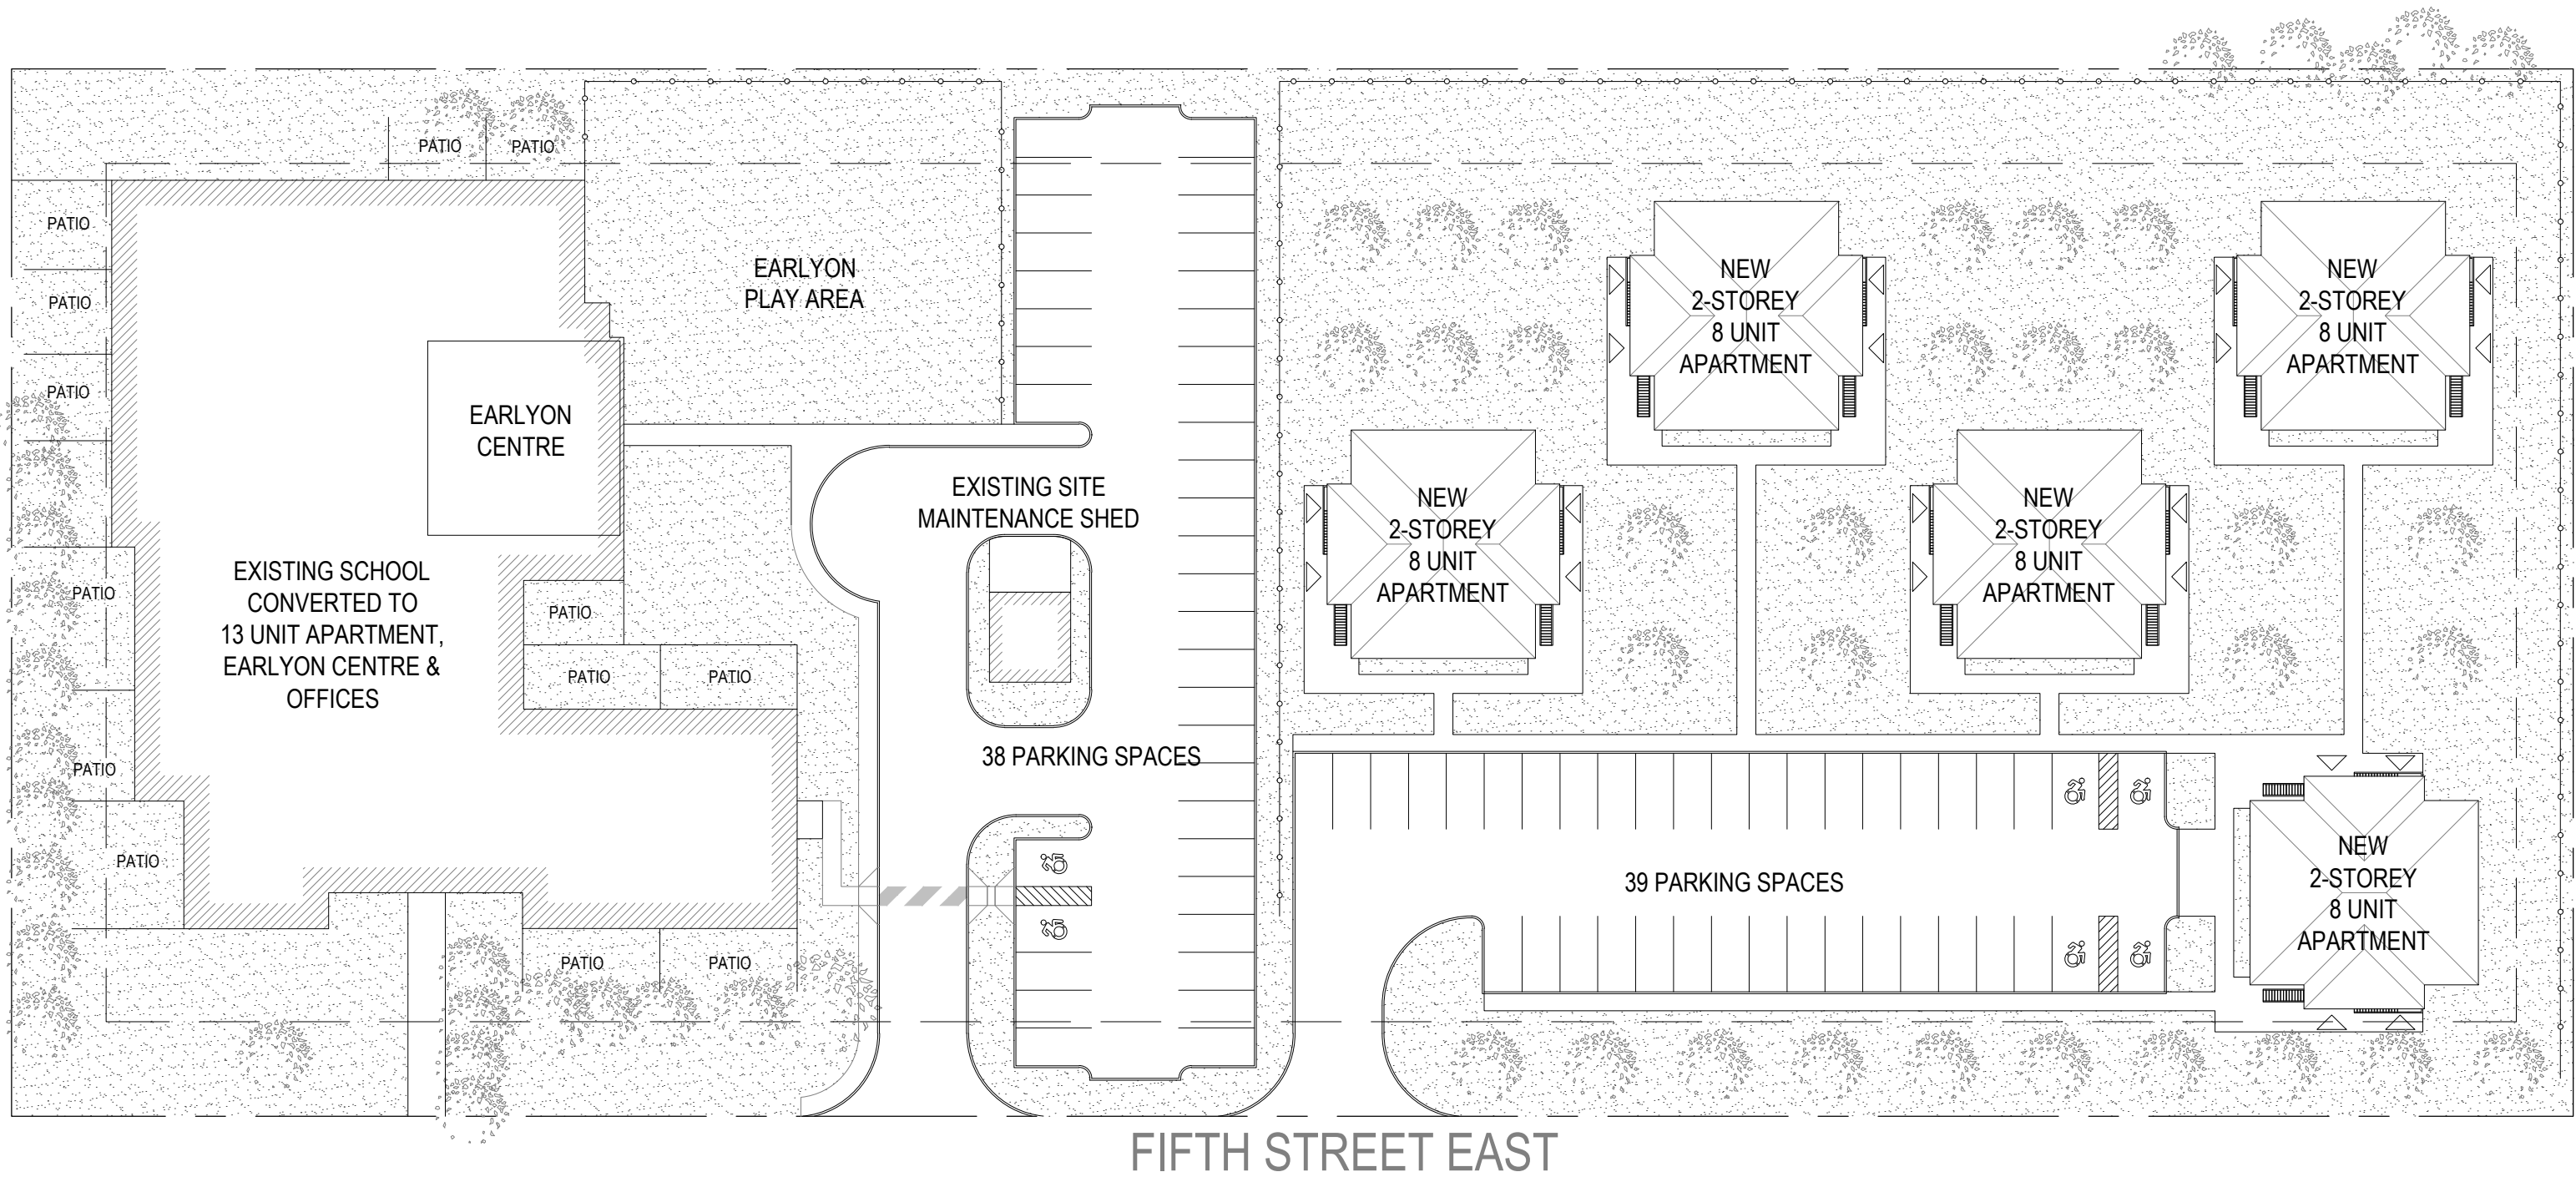 PATIO
PATIO
PATIO
PATIO
PATIO
PATIO
PATIO
PATIO
PATIO
PATIO
PATIO
PATIO
PATIO
EARLYON
PLAY AREA
EARLYON
CENTRE
EXISTING SCHOOL
CONVERTED TO
13 UNIT APARTMENT,
EARLYON CENTRE &
OFFICES
EXISTING SITE
MAINTENANCE SHED
38 PARKING SPACES
NEW
2-STOREY
8 UNIT
APARTMENT
NEW
2-STOREY
8 UNIT
APARTMENT
NEW
2-STOREY
8 UNIT
APARTMENT
NEW
2-STOREY
8 UNIT
APARTMENT
NEW
2-STOREY
8 UNIT
APARTMENT
39 PARKING SPACES
FIFTH STREET EAST